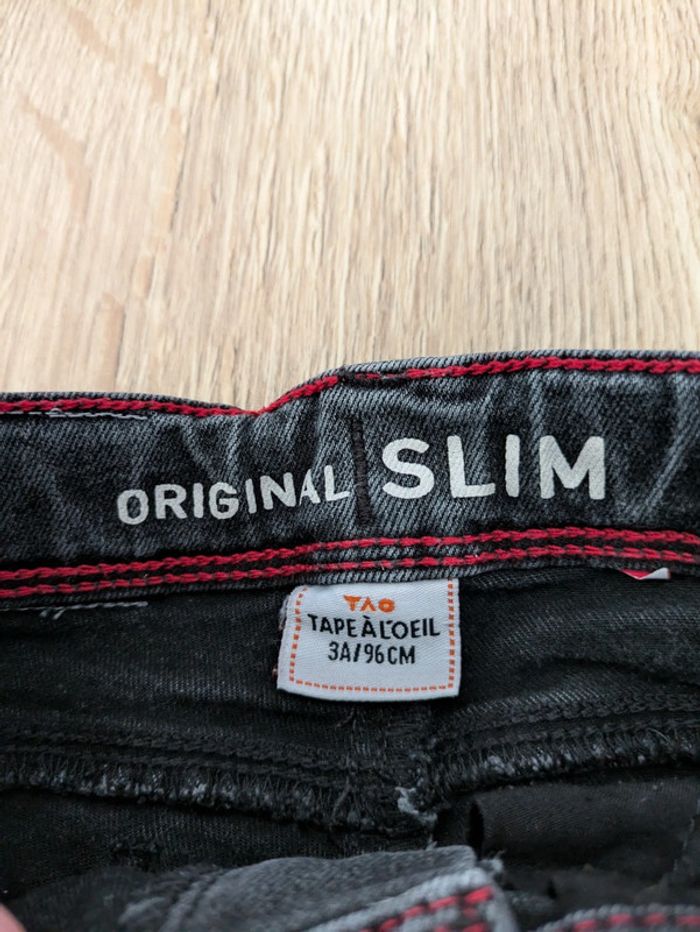 ORIGINAL SLIM
TAO
TAPE À L'OEIL
3A/96CM